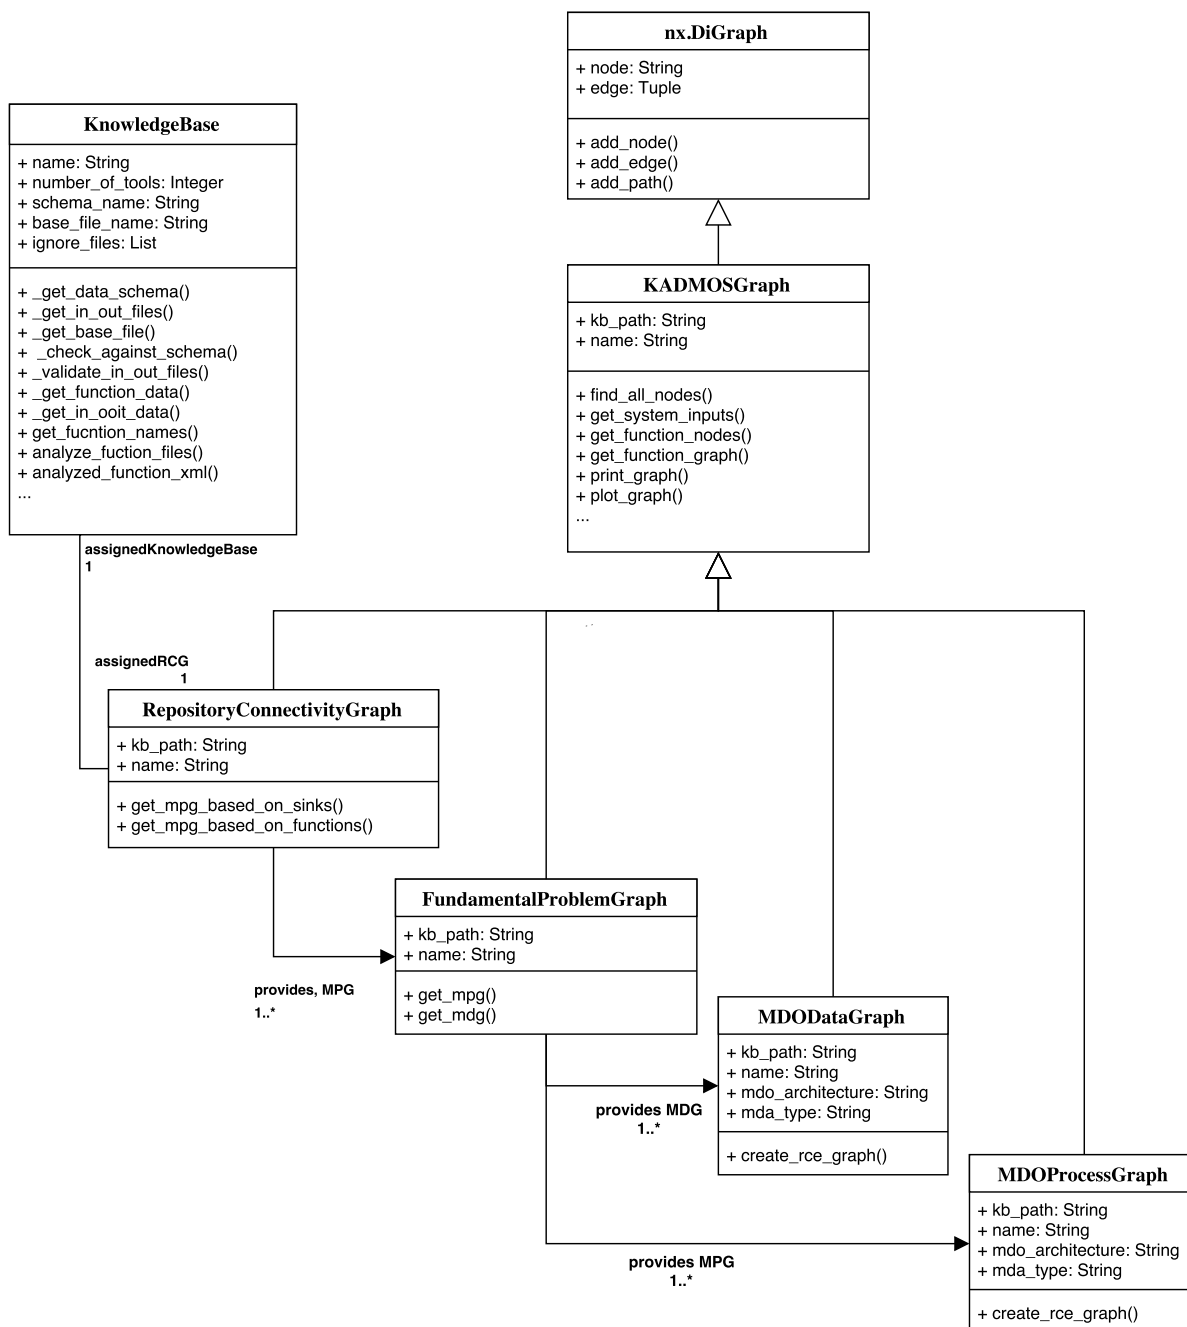 nx.DiGraph
+ node: String
+ edge: Tuple
+ add_node()
+ add_edge()
+ add_path()
KnowledgeBase
+ name: String
+ number_of_tools: Integer
+ schema_name: String
+ base_file_name: String
+ ignore_files: List
+ _get_data_schema()
+ _get_in_out_files()
+ _get_base_file()
+ _check_against_schema()
+ _validate_in_out_files()
+ _get_function_data()
+ _get_in_ooit_data()
+ get_fucntion_names()
+ analyze_fuction_files()
+ analyzed_function_xml()
...
KADMOSGraph
+ kb_path: String
+ name: String
+ find_all_nodes()
+ get_system_inputs()
+ get_function_nodes()
+ get_function_graph()
+ print_graph()
+ plot_graph()
...
assignedKnowledgeBase
1
assignedRCG
1
RepositoryConnectivityGraph
+ kb_path: String
+ name: String
+ get_mpg_based_on_sinks()
+ get_mpg_based_on_functions()
FundamentalProblemGraph
+ kb_path: String
+ name: String
+ get_mpg()
+ get_mdg()
provides, MPG
1..*
MDODataGraph
+ kb_path: String
+ name: String
+ mdo_architecture: String
+ mda_type: String
+ create_rce_graph()
provides MDG
1..*
MDOProcessGraph
+ kb_path: String
+ name: String
+ mdo_architecture: String
+ mda_type: String
+ create_rce_graph()
provides MPG
1..*